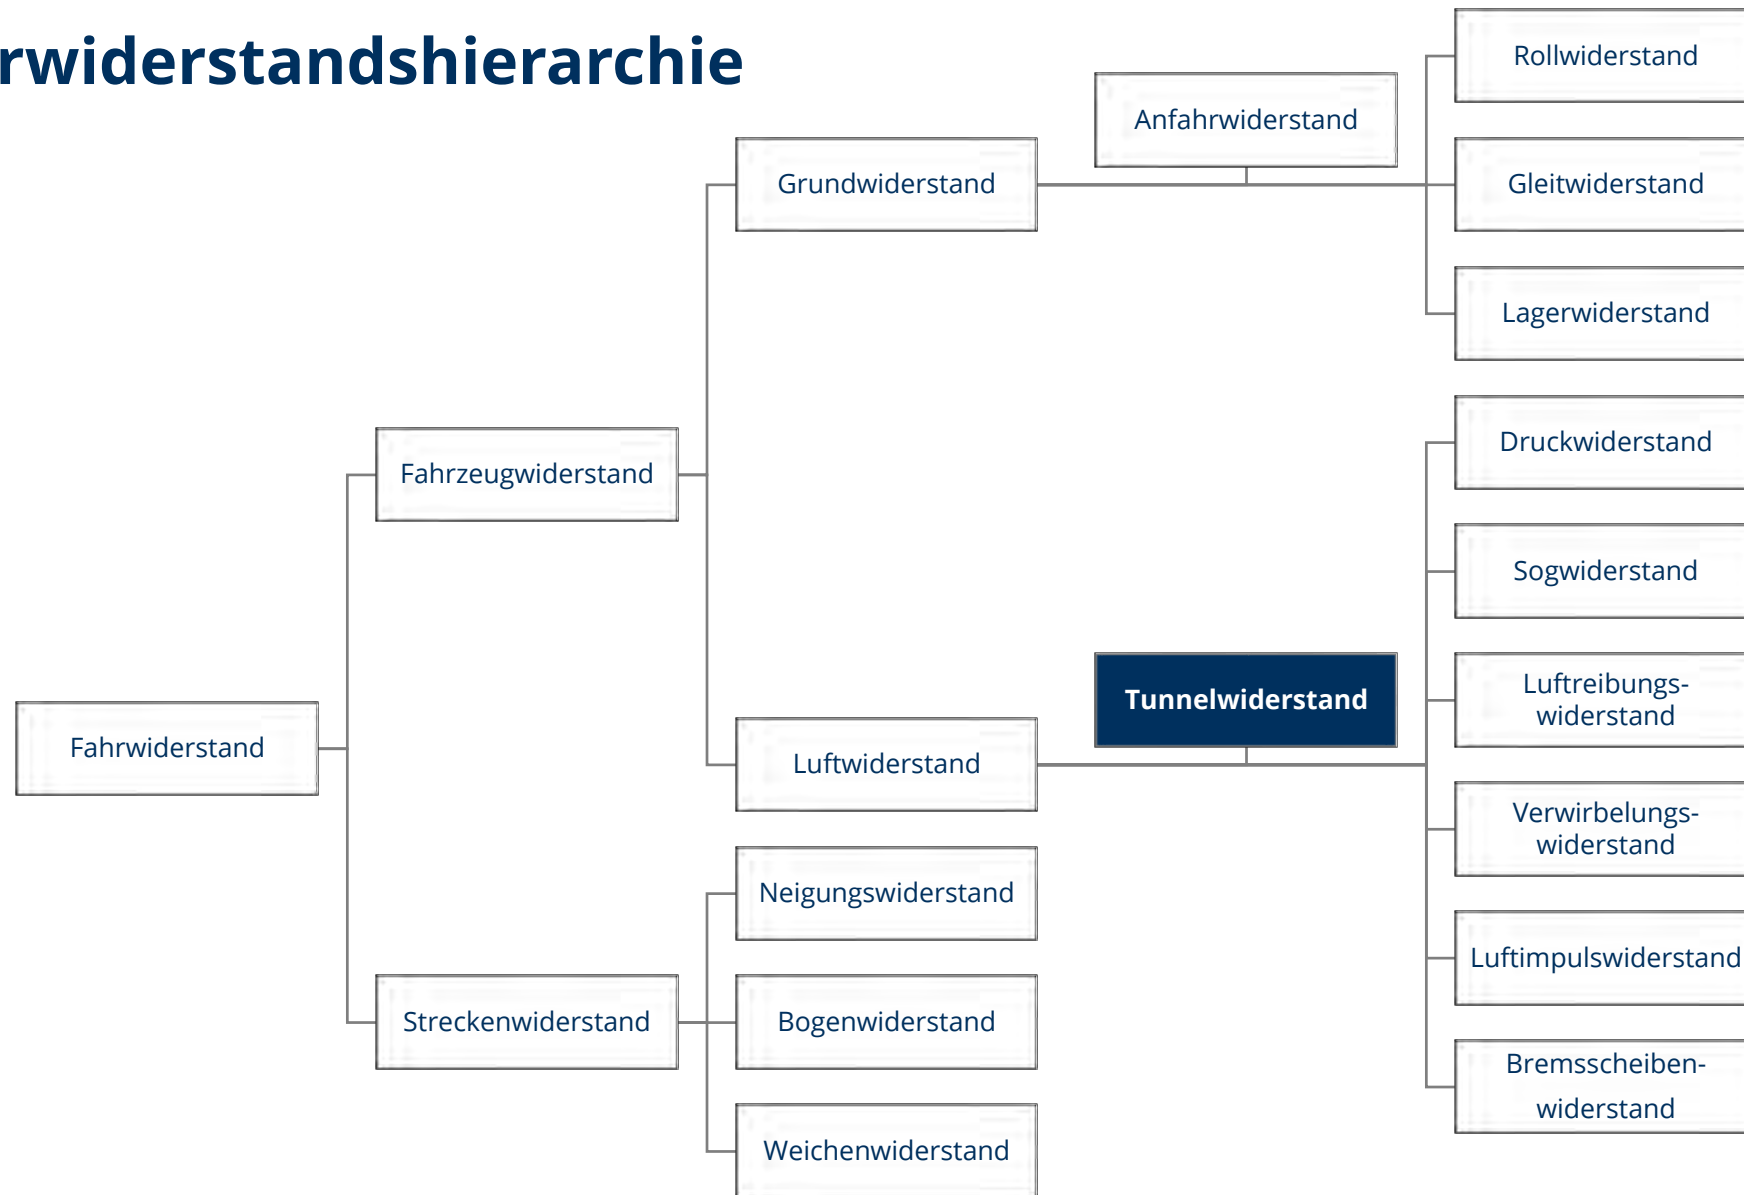 rwiderstandshierarchie
Rollwiderstand
Anfahrwiderstand
Grundwiderstand
Gleitwiderstand
Lagerwiderstand
Druckwiderstand
Fahrzeugwiderstand
Sogwiderstand
Tunnelwiderstand
Luftreibungs-
widerstand
Fahrwiderstand
Luftwiderstand
Verwirbelungs-
widerstand
Neigungswiderstand
Luftimpulswiderstand
Streckenwiderstand
Bogenwiderstand
Bremsscheiben-
widerstand
Weichenwiderstand